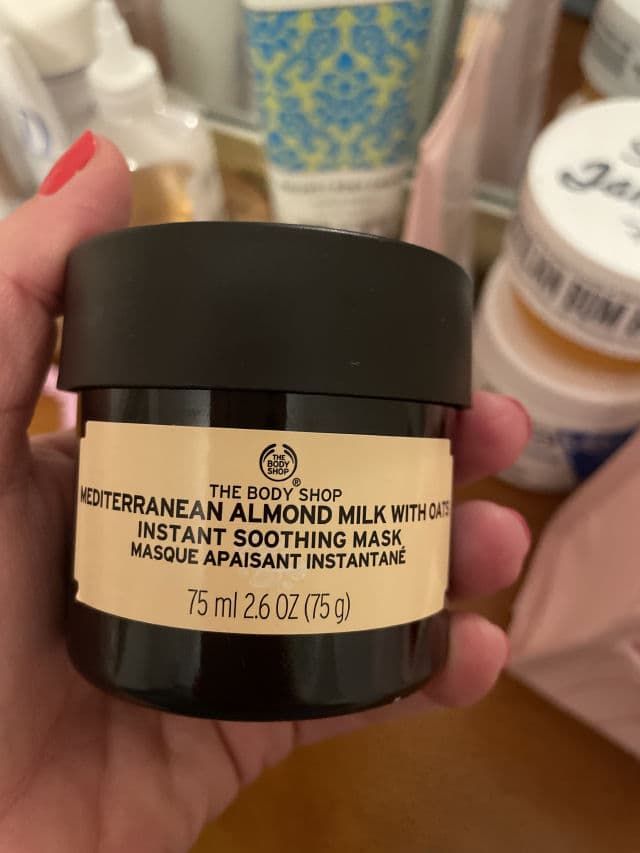 THE
BODY
SHOP
®
THE BODY SHOP
MEDITERRANEAN ALMOND MILK WITH OATS
INSTANT SOOTHING MASK
MASQUE APAISANT INSTANTANÉ
75 ml 2.6 OZ (75 g)
BUM